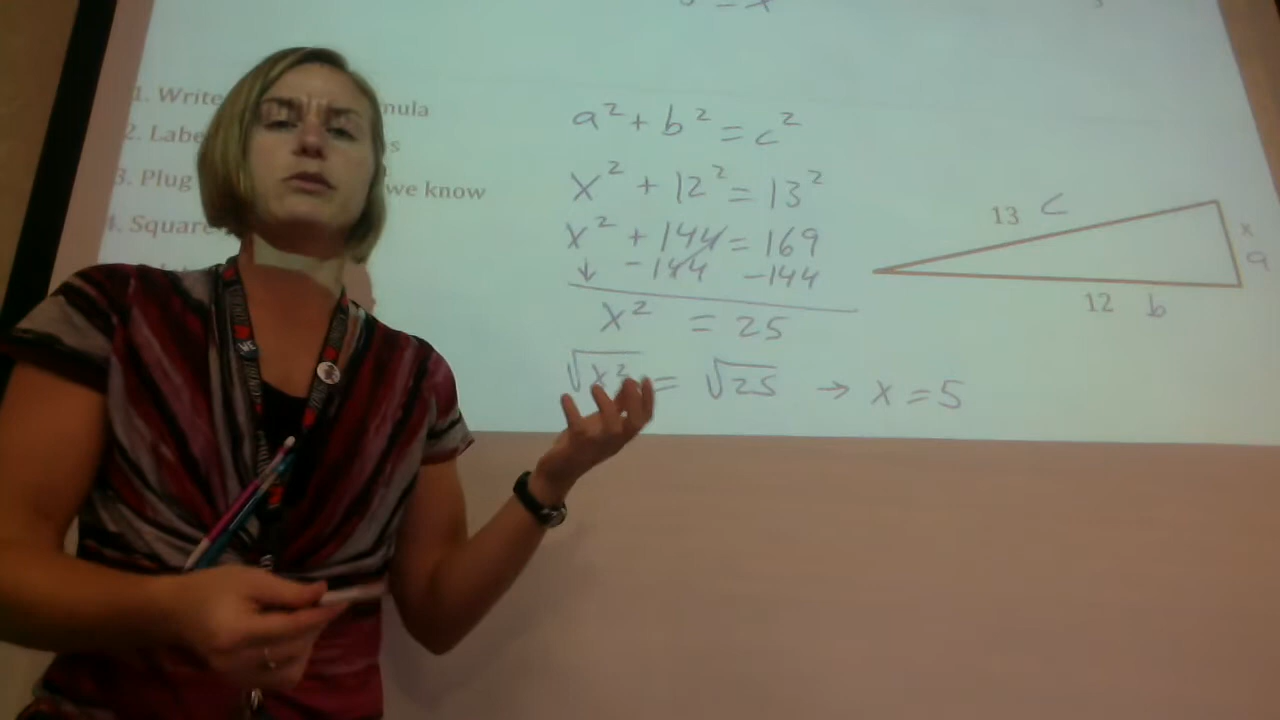 1. Write
nula
2. Labe
s
3. Plug
we know
4. Square
a² + b² = c²
x² + 12² = 13²
x² + 144 = 169
↓ -144 -144
x² = 25
√x² = √25 → x = 5
13 c
x
a
12 b